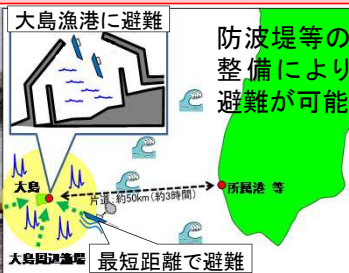 大島漁港に避難
防波堤等の
整備により
避難が可能
大島
片道:約50km(約3時間)
所属港 等
大島周辺漁場
最短距離で避難